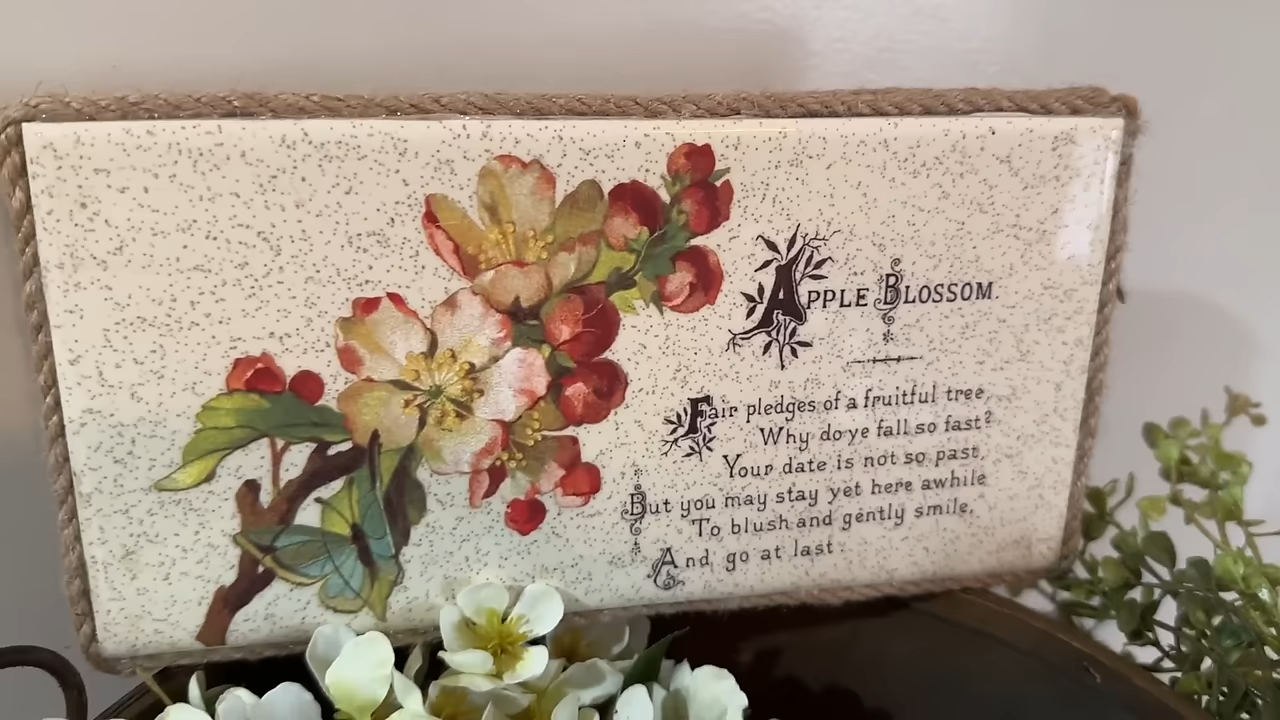 APPLE BLOSSOM.
Fair pledges of a fruitful tree,
Why do ye fall so fast?
Your date is not so past,
But you may stay yet here awhile
To blush and gently smile,
And go at last.